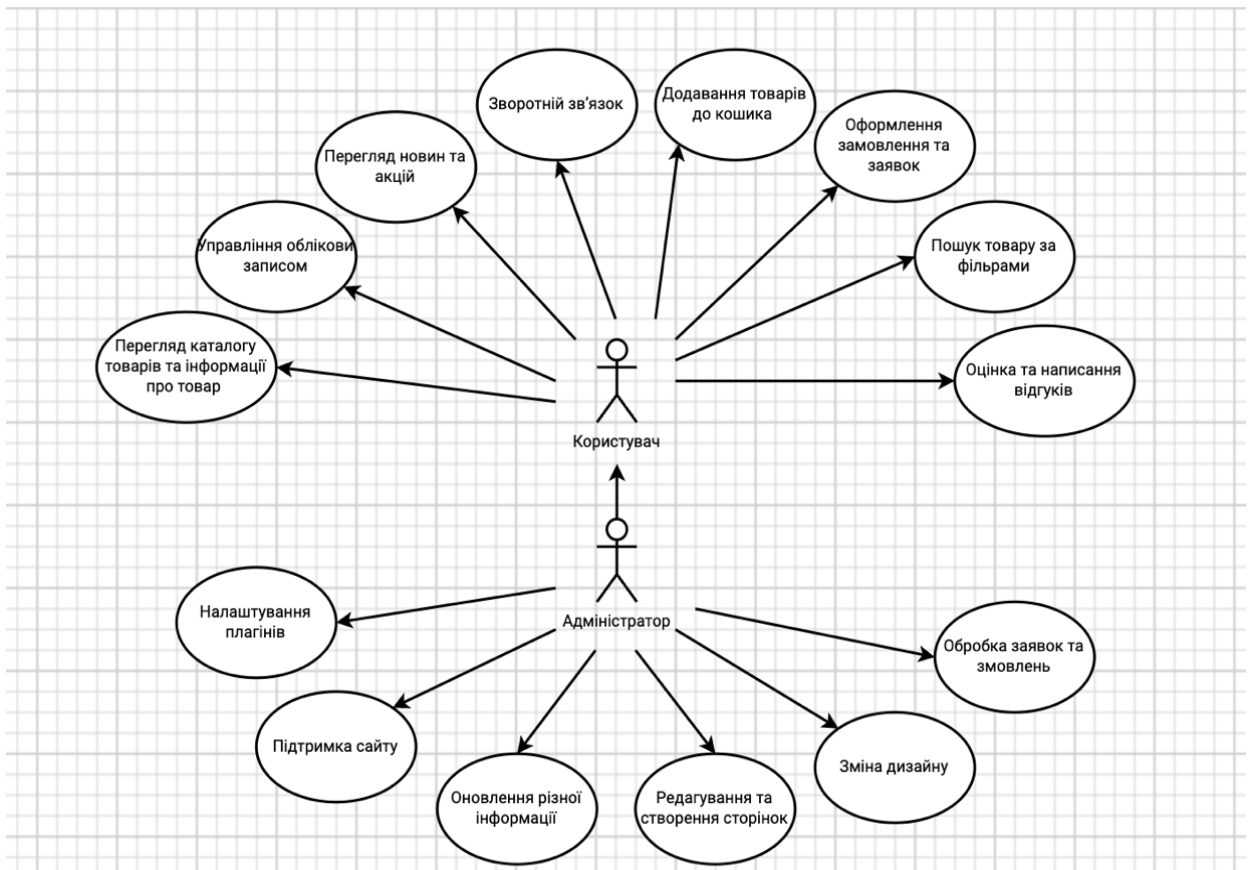 Зворотній зв'язок
Додавання товарів
до кошика
Оформлення
замовлення та
заявок
Перегляд новин та
акцій
Управління облікови
записом
Пошук товару за
фільрами
Перегляд каталогу
товарів та інформації
про товар
Оцінка та написання
відгуків
Користувач
Адміністратор
Налаштування
плагінів
Обробка заявок та
змовлень
Підтримка сайту
Зміна дизайну
Оновлення різної
інформації
Редагування та
створення сторінок